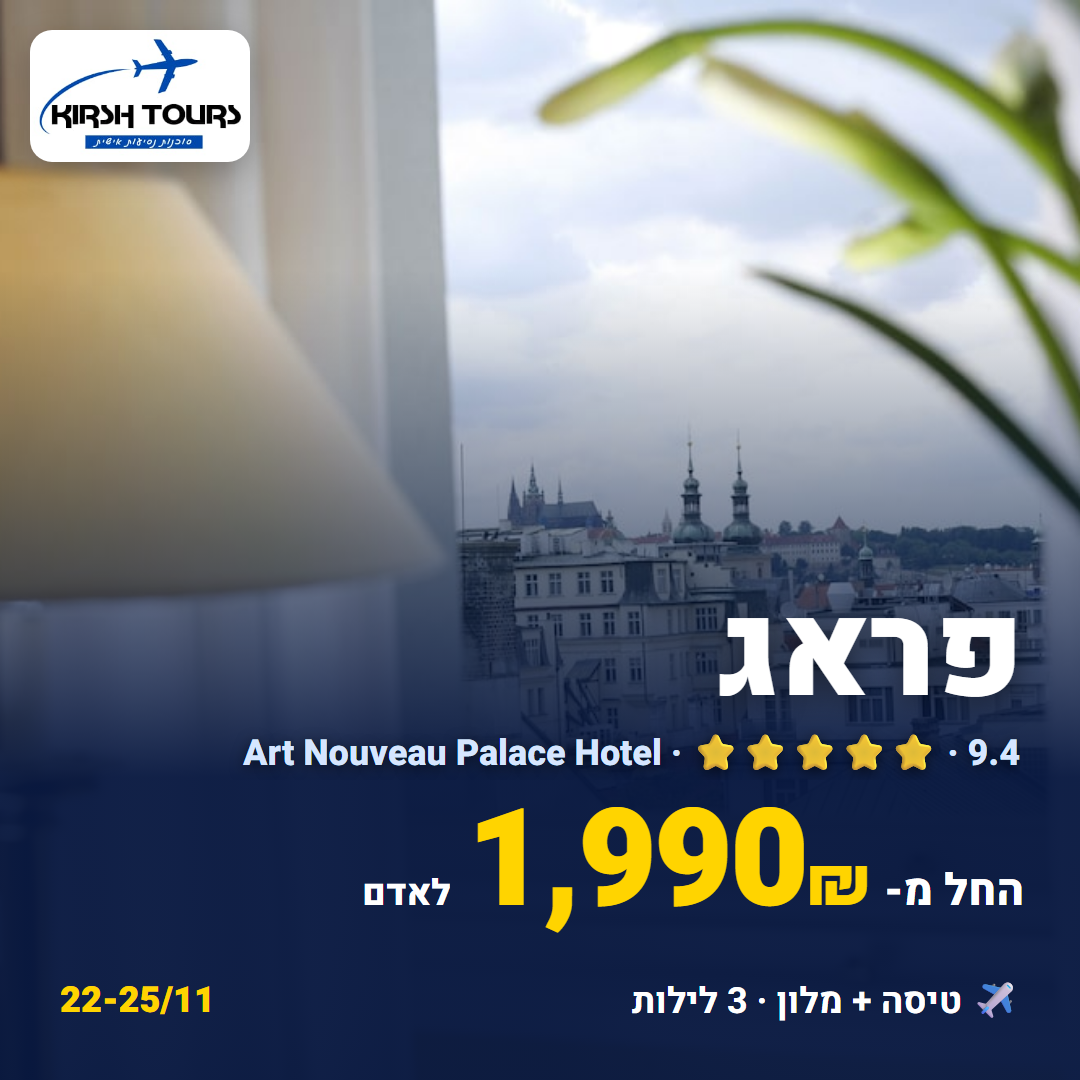 KIRSH TOURS
סוכנות נסיעות אישית
פראג
9.4 · ⭐⭐⭐⭐⭐ · Art Nouveau Palace Hotel
החל מ- ₪1,990 לאדם
✈️ טיסה + מלון · 3 לילות
22-25/11